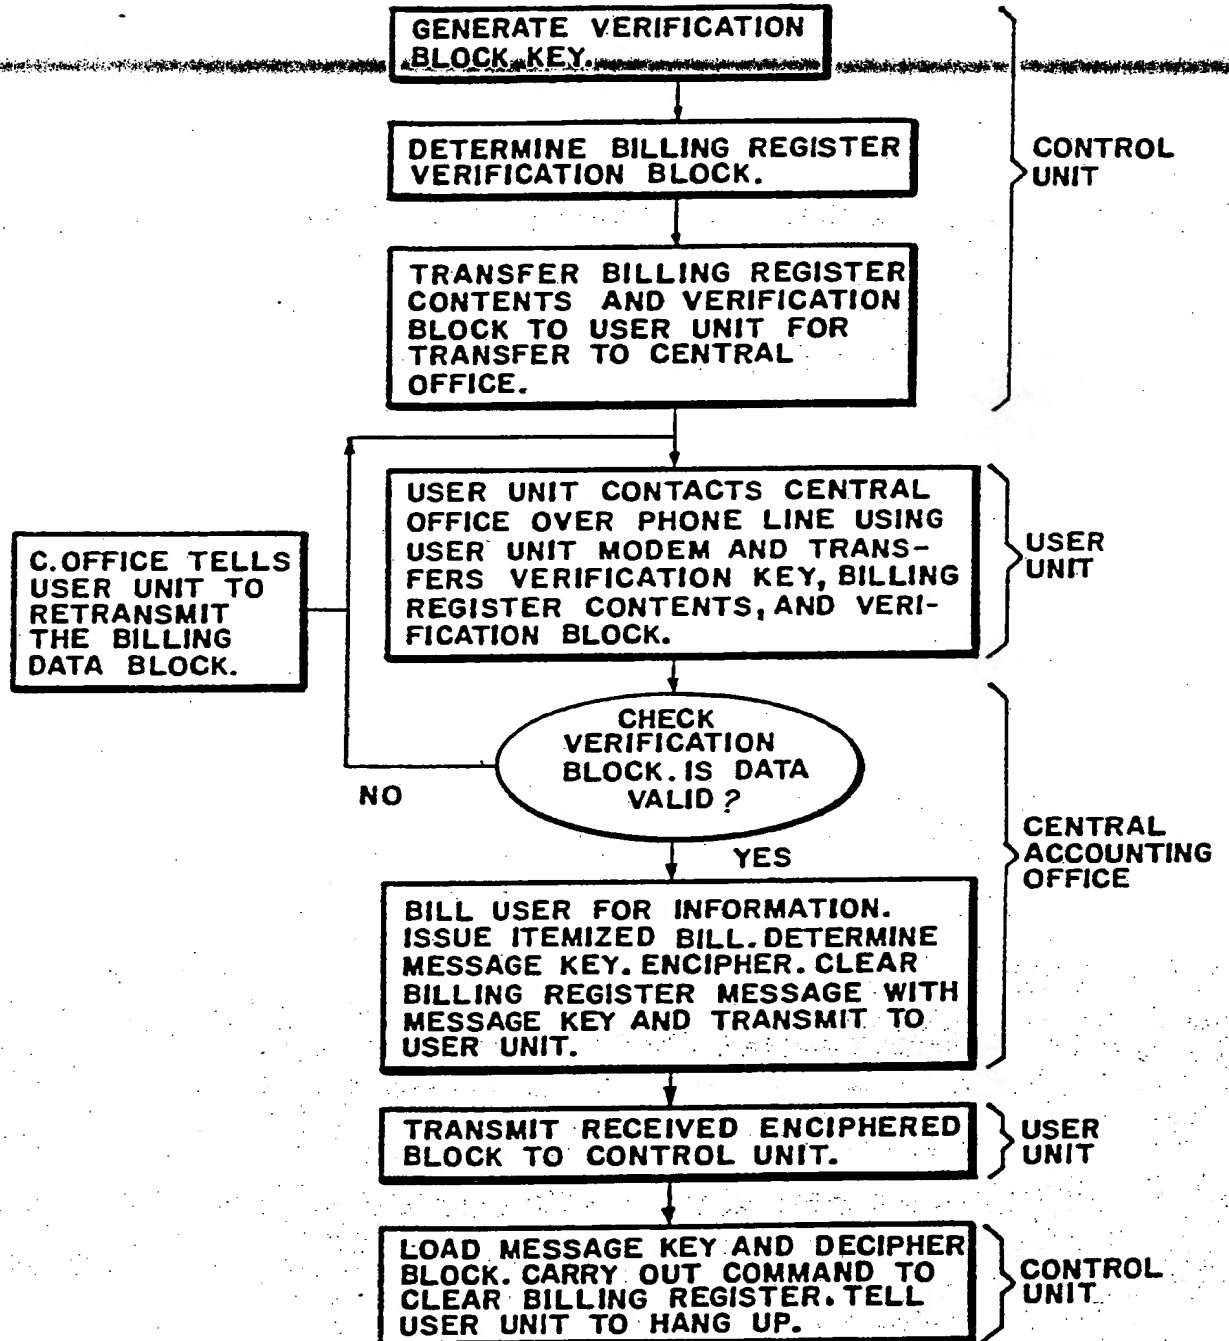 GENERATE VERIFICATION
BLOCK KEY.
DETERMINE BILLING REGISTER
VERIFICATION BLOCK.
CONTROL
UNIT
TRANSFER BILLING REGISTER
CONTENTS AND VERIFICATION
BLOCK TO USER UNIT FOR
TRANSFER TO CENTRAL
OFFICE.
USER UNIT CONTACTS CENTRAL
OFFICE OVER PHONE LINE USING
USER UNIT MODEM AND TRANS-
FERS VERIFICATION KEY, BILLING
REGISTER CONTENTS, AND VERI-
FICATION BLOCK.
USER
UNIT
C.OFFICE TELLS
USER UNIT TO
RETRANSMIT
THE BILLING
DATA BLOCK.
CHECK
VERIFICATION
BLOCK. IS DATA
VALID?
NO
YES
CENTRAL
ACCOUNTING
OFFICE
BILL USER FOR INFORMATION.
ISSUE ITEMIZED BILL. DETERMINE
MESSAGE KEY. ENCIPHER. CLEAR
BILLING REGISTER MESSAGE WITH
MESSAGE KEY AND TRANSMIT TO
USER UNIT.
TRANSMIT RECEIVED ENCIPHERED
BLOCK TO CONTROL UNIT.
USER
UNIT
LOAD MESSAGE KEY AND DECIPHER
BLOCK. CARRY OUT COMMAND TO
CLEAR BILLING REGISTER. TELL
USER UNIT TO HANG UP.
CONTROL
UNIT